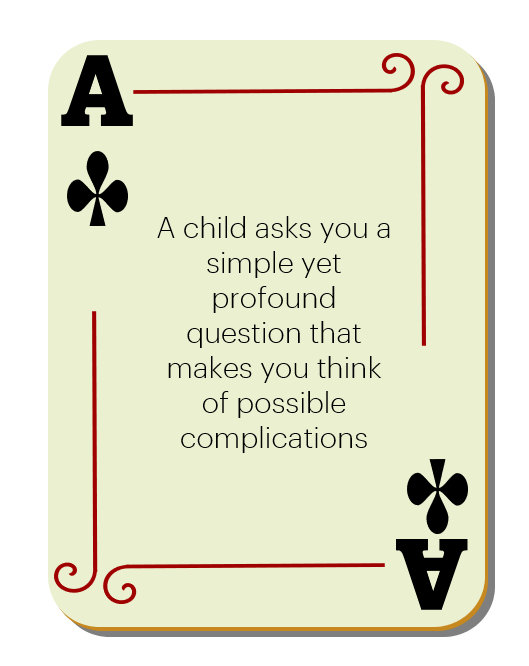 A
A child asks you a
simple yet
profound
question that
makes you think
of possible
complications
A